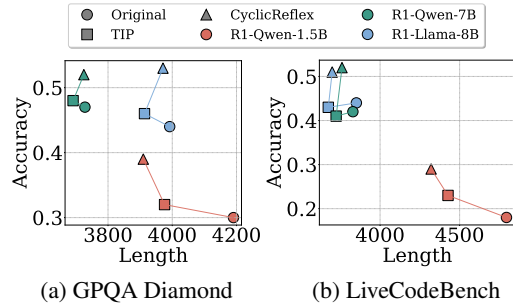 Original CyclicReflex R1-Qwen-7B
TIP R1-Qwen-1.5B R1-Llama-8B
Accuracy
0.5
0.4
0.3
3800 4000 4200
Length
(a) GPQA Diamond
Accuracy
0.5
0.4
0.3
0.2
4000 4500
Length
(b) LiveCodeBench